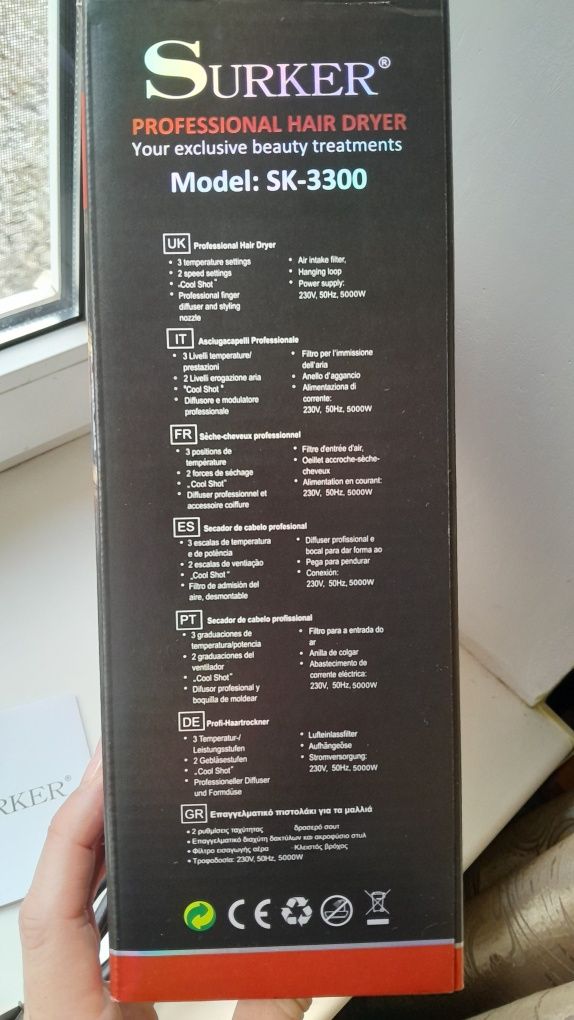 SURKER®
PROFESSIONAL HAIR DRYER
Your exclusive beauty treatments
Model: SK-3300
UK Professional Hair Dryer
• 3 temperature settings
• 2 speed settings
• „Cool Shot"
• Professional finger
diffuser and styling
nozzle
• Air intake filter,
• Hanging loop
• Power supply:
230V, 50Hz, 5000W
IT Asciugacapelli Professionale
• 3 Livelli temperature/
prestazioni
• 2 Livelli erogazione aria
• "Cool Shot"
• Diffusore e modulatore
professionale
• Filtro per l'immissione
dell'aria
• Anello d'aggancio
• Alimentaziona di
corrente:
230V, 50Hz, 5000W
FR Sèche-cheveux professionnel
• 3 positions de
température
• 2 forces de séchage
• „Cool Shot"
• Diffuser professionnel et
accessoire coiffure
• Filtre d'entrée d'air,
• Oeillet accroche-sèche-
cheveux
• Alimentation en courant:
230V, 50Hz, 5000W
ES Secador de cabelo profesional
• 3 escalas de temperatura
e de potência
• 2 escalas de ventiação
• „Cool Shot"
• Filtro de admisión del
aire, desmontable
• Diffuser profissional e
bocal para dar forma ao
• Pega para pendurar
• Conexión:
230V, 50Hz, 5000W
PT Secador de cabelo profissional
• 3 graduaciones de
temperatura/potencia
• 2 graduaciones del
ventilador
• „Cool Shot"
• Difusor profesional y
boquilla de moldear
• Filtro para a entrada do
ar
• Anilla de colgar
• Abastecimento de
corrente eléctrica:
230V, 50Hz, 5000W
DE Profi-Haartrockner
• 3 Temperatur-/
Leistungsstufen
• 2 Gebläsestufen
• „Cool Shot"
• Professioneller Diffuser
und Formdüse
• Lufteinlassfilter
• Aufhängeöse
• Stromversorgung:
230V, 50Hz, 5000W
GR Επαγγελματικό πιστολάκι για τα μαλλιά
• 2 ρυθμίσεις ταχύτητας δροσερό σουτ
• Επαγγελματικό διαχύτη δακτύλων και ακροφύσιο στυλ
• Φίλτρο εισαγωγής αέρα -Κλειστός βρόχος
• Τροφοδοσία: 230V, 50Hz, 5000W
CE
RKER®